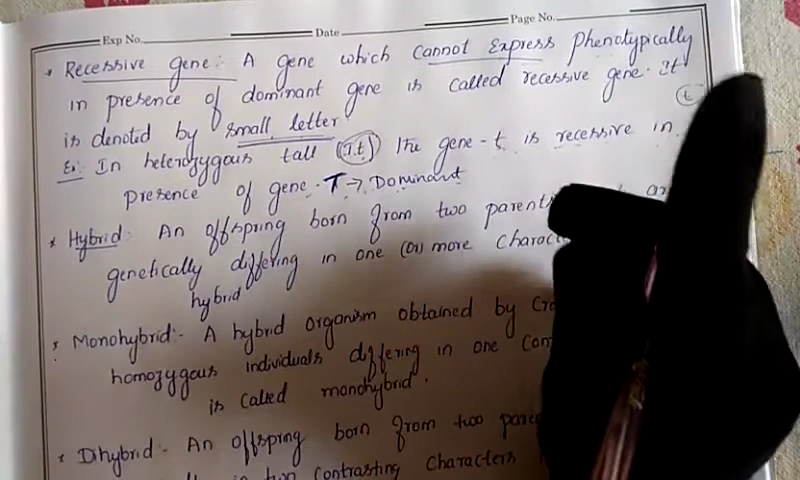 Exp No.
Date
Page No.
* Recessive gene:- A gene which cannot Express phenotypically
in presence of dominant gene is called recessive gene. It
is denoted by small letter (t)
Ex:- In heterozygous tall (T.t) The gene-t is recessive in
presence of gene-T → Dominant
* Hybrid:- An offspring born from two parents
genetically differing in one (or) more
hybrid
* Monohybrid:- A hybrid organism obtained by
homozygous individuals differing in one
is called monohybrid.
* Dihybrid:- An offspring born from two
in two contrasting characters